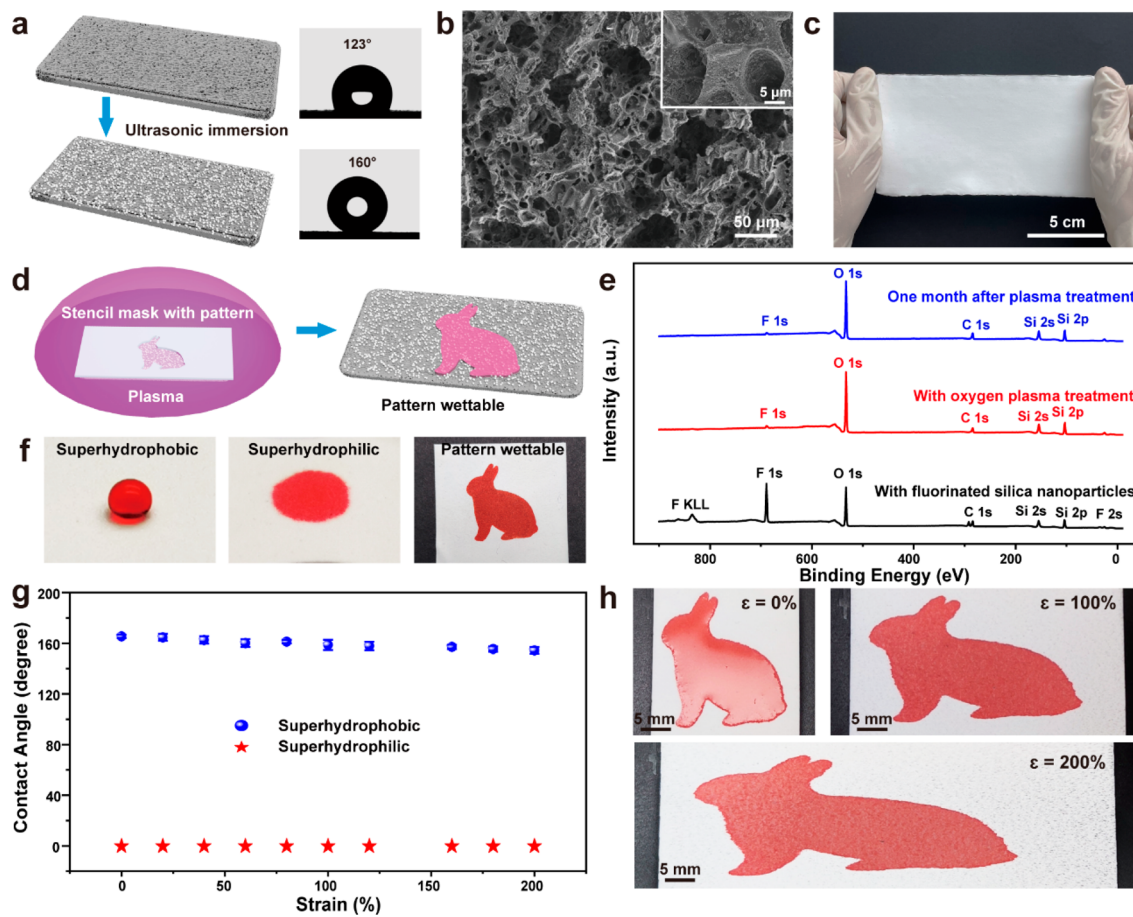 a
123°
Ultrasonic immersion
160°
b
5 µm
50 µm
c
5 cm
d
Stencil mask with pattern
Plasma
Pattern wettable
e
O 1s
One month after plasma treatment
F 1s
C 1s
Si 2s
Si 2p
With oxygen plasma treatment
F 1s
C 1s
Si 2s
Si 2p
F 1s
O 1s
With fluorinated silica nanoparticles
F KLL
C 1s
Si 2s
Si 2p
F 2s
Intensity (a.u.)
800
600
400
200
0
Binding Energy (eV)
f
Superhydrophobic
Superhydrophilic
Pattern wettable
g
Contact Angle (degree)
200
160
120
80
40
0
Superhydrophobic
Superhydrophilic
0
50
100
150
200
Strain (%)
h
ε = 0%
5 mm
ε = 100%
5 mm
ε = 200%
5 mm